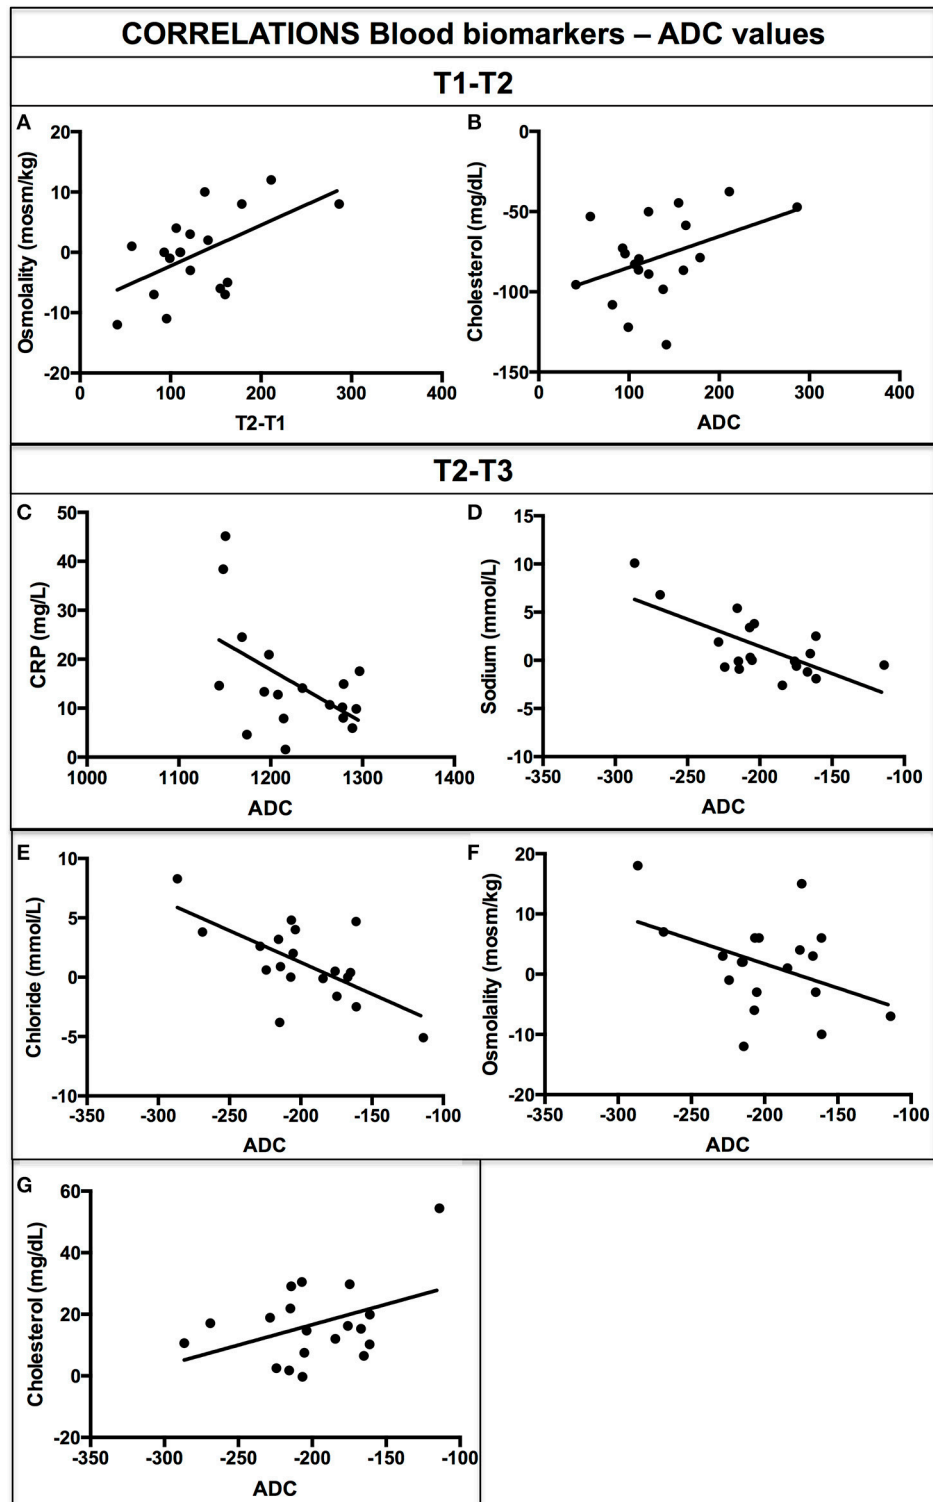 CORRELATIONS Blood biomarkers – ADC values
T1-T2
A
Osmolality (mosm/kg)
20
10
0
-10
-20
0 100 200 300 400
T2-T1
B
Cholesterol (mg/dL)
0
-50
-100
-150
0 100 200 300 400
ADC
T2-T3
C
CRP (mg/L)
50
40
30
20
10
0
1000 1100 1200 1300 1400
ADC
D
Sodium (mmol/L)
15
10
5
0
-5
-10
-350 -300 -250 -200 -150 -100
ADC
E
Chloride (mmol/L)
10
5
0
-5
-10
-350 -300 -250 -200 -150 -100
ADC
F
Osmolality (mosm/kg)
20
10
0
-10
-20
-350 -300 -250 -200 -150 -100
ADC
G
Cholesterol (mg/dL)
60
40
20
0
-20
-350 -300 -250 -200 -150 -100
ADC